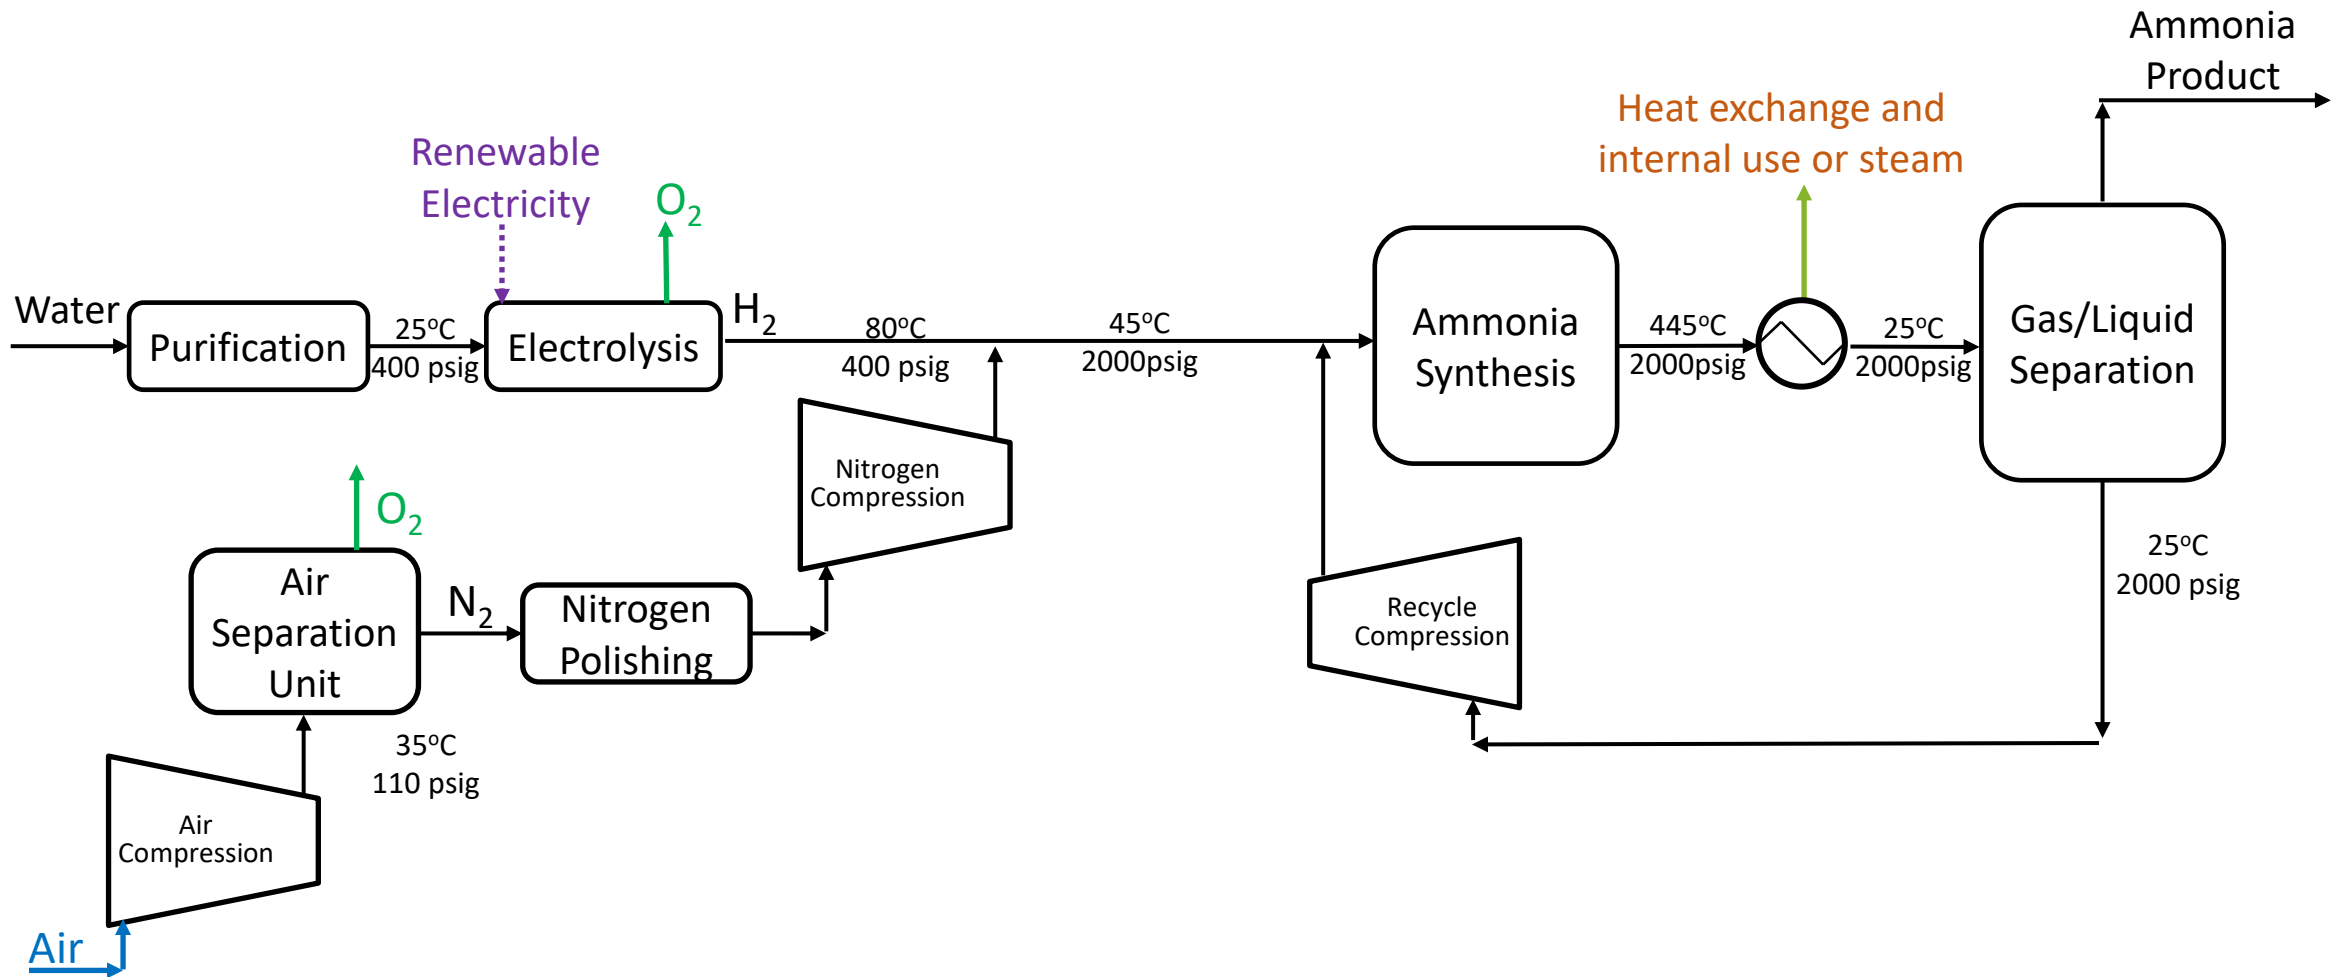 Ammonia
Product
Heat exchange and
internal use or steam
Renewable
Electricity
O₂
Water
Purification
25°C
400 psig
Electrolysis
H₂
80°C
400 psig
45°C
2000psig
Ammonia
Synthesis
445°C
2000psig
25°C
2000psig
Gas/Liquid
Separation
Nitrogen
Compression
O₂
Air
Separation
Unit
N₂
Nitrogen
Polishing
Recycle
Compression
25°C
2000 psig
35°C
110 psig
Air
Compression
Air